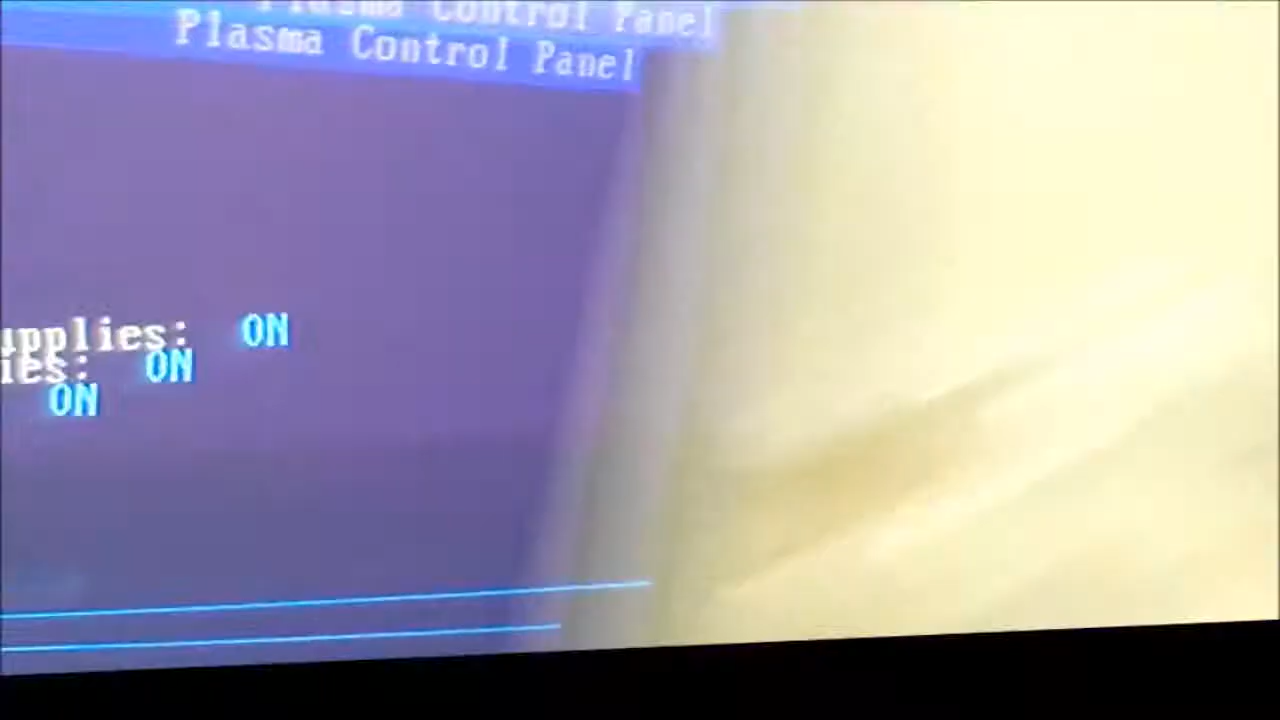 Plasma Control Panel
Plasma Control Panel
upplies: ON
ies: ON
ON